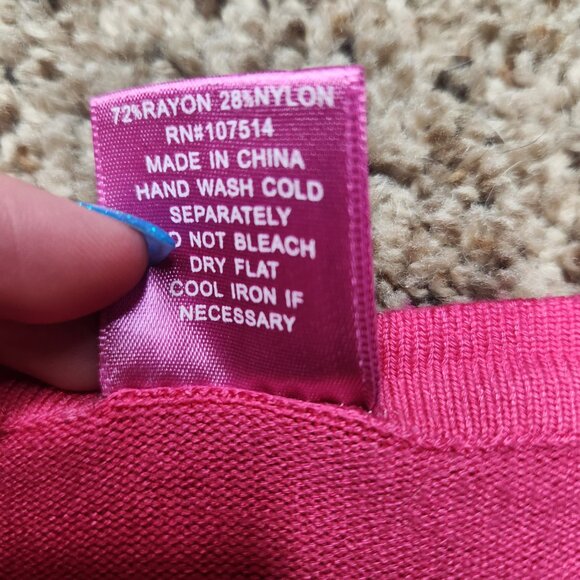 72%RAYON 28%NYLON
RN#107514
MADE IN CHINA
HAND WASH COLD
SEPARATELY
O NOT BLEACH
DRY FLAT
COOL IRON IF
NECESSARY